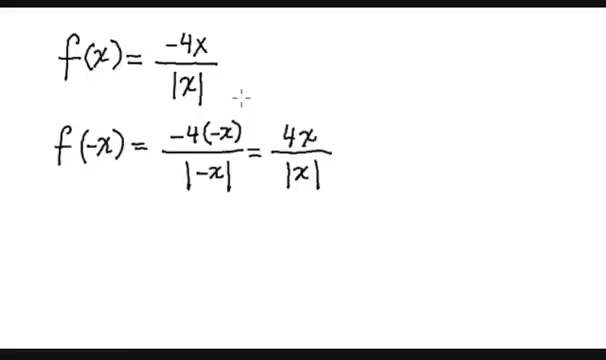 f(x) = -4x / |x|
f(-x) = -4(-x) / |-x| = 4x / |x|